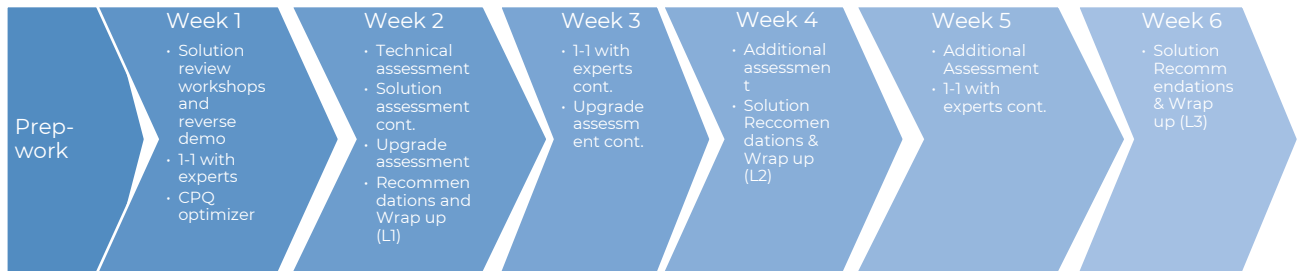 Prep-
work
Week 1
• Solution
review
workshops
and
reverse
demo
• 1-1 with
experts
• CPQ
optimizer
Week 2
• Technical
assessment
• Solution
assessment
cont.
• Upgrade
assessment
• Recommen
dations and
Wrap up
(L1)
Week 3
• 1-1 with
experts
cont.
• Upgrade
assessm
ent cont.
Week 4
• Additional
assessmen
t
• Solution
Reccomen
dations &
Wrap up
(L2)
Week 5
• Additional
Assessment
• 1-1 with
experts cont.
Week 6
• Solution
Recomm
endations
& Wrap
up (L3)